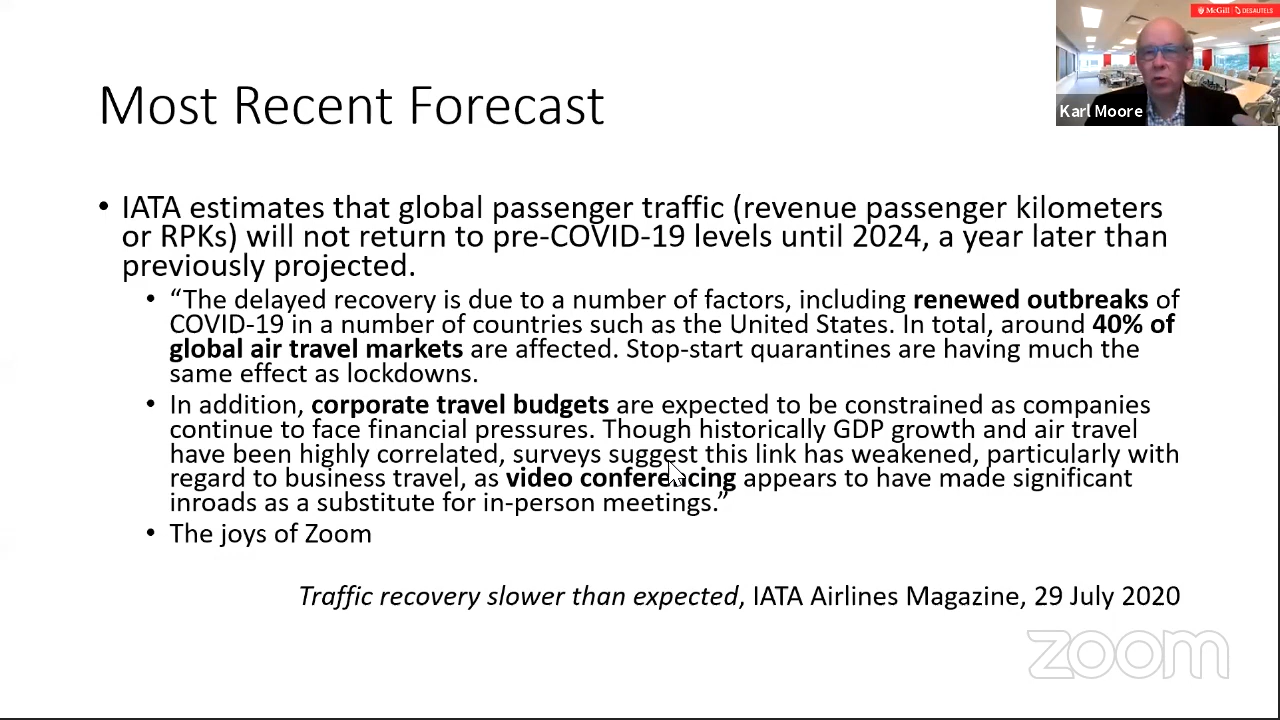 McGill DESAUTELS
Karl Moore
Most Recent Forecast
• IATA estimates that global passenger traffic (revenue passenger kilometers
or RPKs) will not return to pre-COVID-19 levels until 2024, a year later than
previously projected.
• “The delayed recovery is due to a number of factors, including renewed outbreaks of
COVID-19 in a number of countries such as the United States. In total, around 40% of
global air travel markets are affected. Stop-start quarantines are having much the
same effect as lockdowns.
• In addition, corporate travel budgets are expected to be constrained as companies
continue to face financial pressures. Though historically GDP growth and air travel
have been highly correlated, surveys suggest this link has weakened, particularly with
regard to business travel, as video conferencing appears to have made significant
inroads as a substitute for in-person meetings.”
• The joys of Zoom
Traffic recovery slower than expected, IATA Airlines Magazine, 29 July 2020
zoom